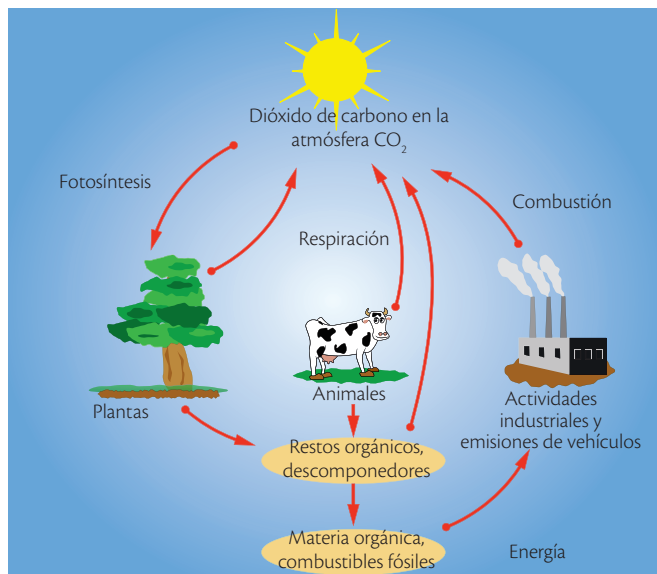 Dióxido de carbono en la
atmósfera CO₂
Fotosíntesis
Combustión
Respiración
Plantas
Animales
Actividades
industriales y
emisiones de vehículos
Restos orgánicos,
descomponedores
Materia orgánica,
combustibles fósiles
Energía